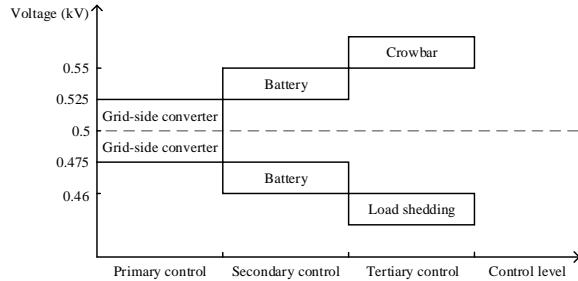 Voltage (kV)
Crowbar
0.55
Battery
0.525
Grid-side converter
0.5
Grid-side converter
0.475
Battery
0.46
Load shedding
Primary control Secondary control Tertiary control Control level